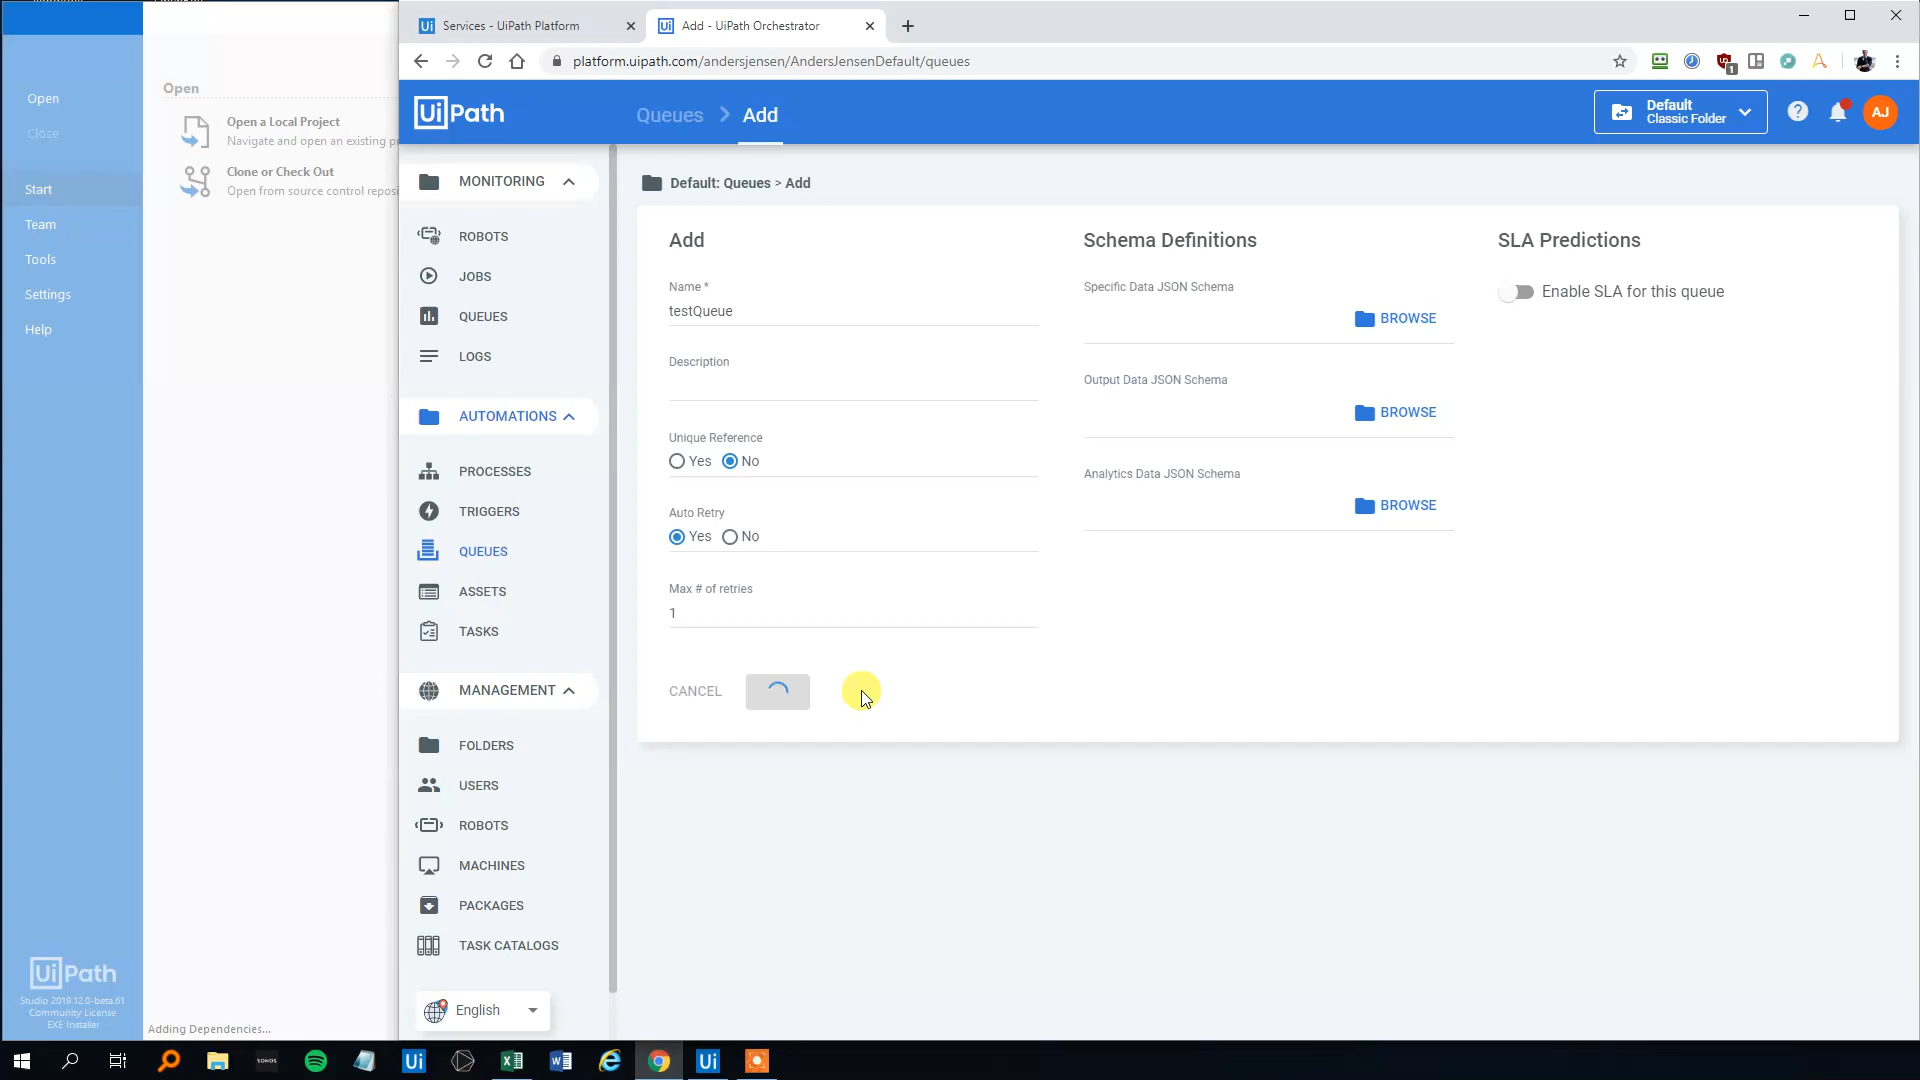 Open
Close
Start
Team
Tools
Settings
Help
UiPath
Studio 2019.12.0-beta.61
Community License
EXE Installer
Open
Open a Local Project
Navigate and open an existing p
Clone or Check Out
Open from source control reposi
Adding Dependencies...
Services - UiPath Platform
Add - UiPath Orchestrator
platform.uipath.com/andersjensen/AndersJensenDefault/queues
1
UiPath
Queues > Add
Default
Classic Folder
AJ
MONITORING
ROBOTS
JOBS
QUEUES
LOGS
AUTOMATIONS
PROCESSES
TRIGGERS
QUEUES
ASSETS
TASKS
MANAGEMENT
FOLDERS
USERS
ROBOTS
MACHINES
PACKAGES
TASK CATALOGS
English
Default: Queues > Add
Add
Name *
testQueue
Description
Unique Reference
Yes No
Auto Retry
Yes No
Max # of retries
1
CANCEL
Schema Definitions
Specific Data JSON Schema
BROWSE
Output Data JSON Schema
BROWSE
Analytics Data JSON Schema
BROWSE
SLA Predictions
Enable SLA for this queue
SONOS
Ui
Ui